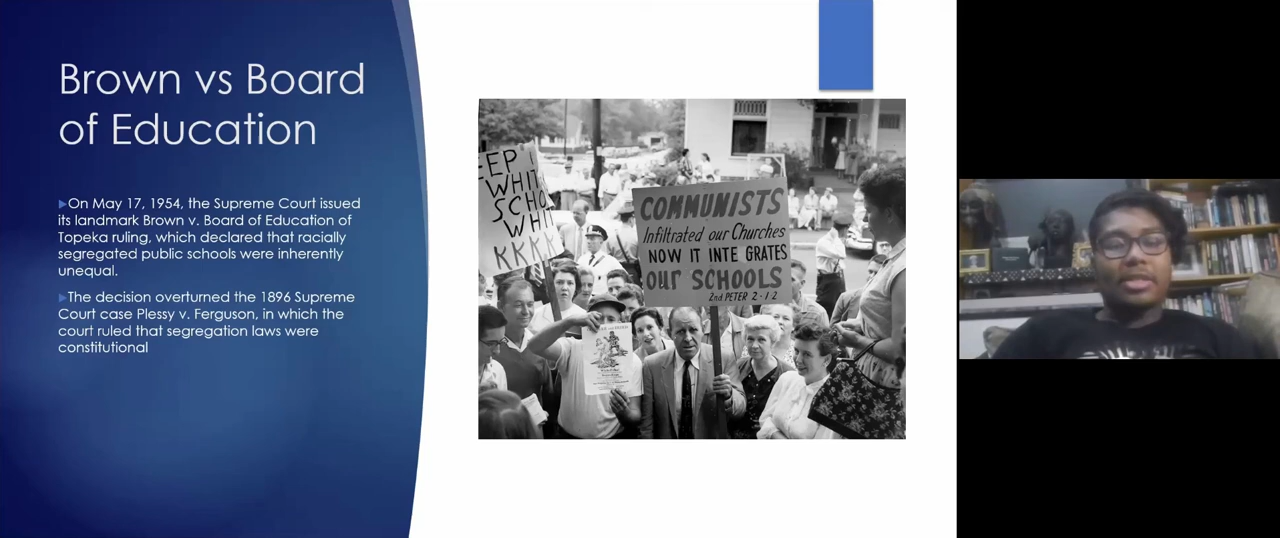 Brown vs Board
of Education
▶On May 17, 1954, the Supreme Court issued
its landmark Brown v. Board of Education of
Topeka ruling, which declared that racially
segregated public schools were inherently
unequal.
▶The decision overturned the 1896 Supreme
Court case Plessy v. Ferguson, in which the
court ruled that segregation laws were
constitutional
WHIT
SCHO
WHI
KKKK
COMMUNISTS
Infiltrated our Churches
NOW IT INTE GRATES
OUR SCHOOLS
2nd PETER 2-1-2